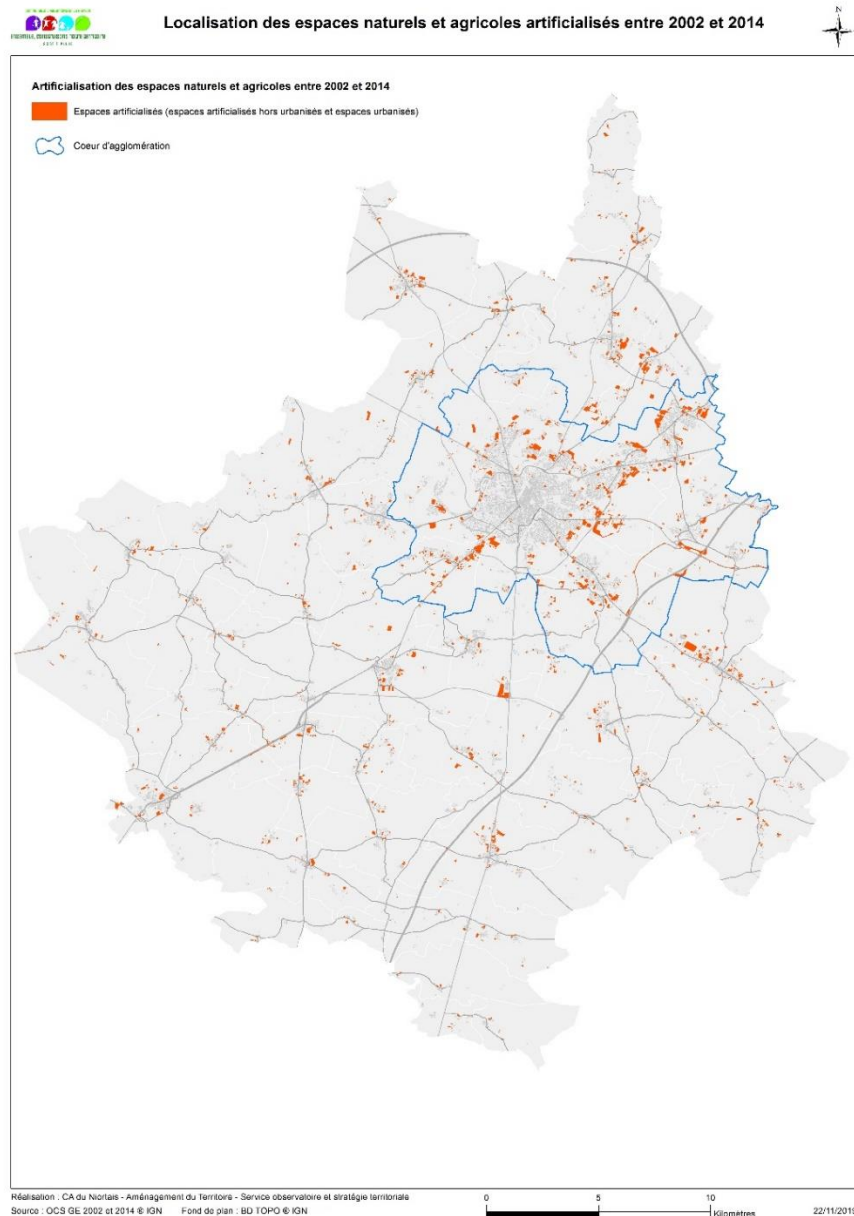 Localisation des espaces naturels et agricoles artificialisés entre 2002 et 2014
N
Artificialisation des espaces naturels et agricoles entre 2002 et 2014
Espaces artificialisés (espaces artificialisés hors urbanisés et espaces urbanisés)
Coeur d'agglomération
Réalisation : CA du Niortais - Aménagement du Territoire - Service observatoire et stratégie territoriale
Source : OCS GE 2002 et 2014 © IGN Fond de plan : BD TOPO © IGN
0 5 10
Kilomètres
22/11/2019